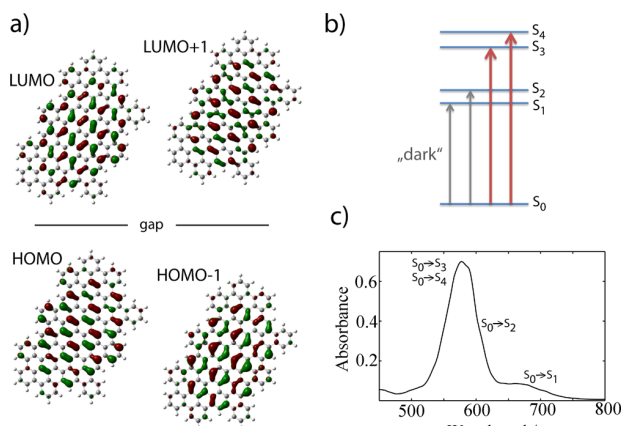 a)
LUMO
LUMO+1
gap
HOMO
HOMO-1
b)
S4
S3
S2
S1
„dark“
S0
c)
S0→S3
S0→S4
S0→S2
S0→S1
Absorbance
0.6
0.4
0.2
500
600
700
800